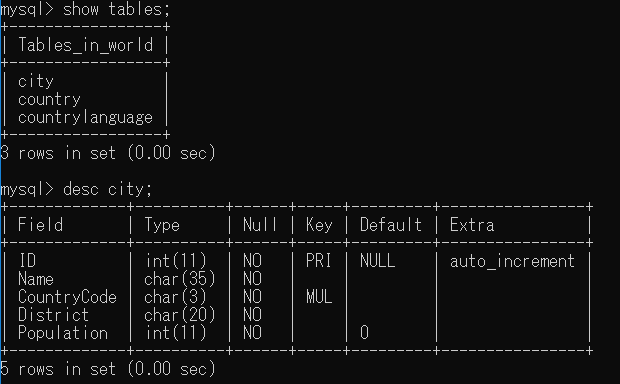 mysql> show tables;
+-----------------+
| Tables_in_world |
+-----------------+
| city            |
| country         |
| countrylanguage |
+-----------------+
3 rows in set (0.00 sec)
mysql> desc city;
+-------------+----------+------+-----+---------+----------------+
| Field       | Type     | Null | Key | Default | Extra          |
+-------------+----------+------+-----+---------+----------------+
| ID          | int(11)  | NO   | PRI | NULL    | auto_increment |
| Name        | char(35) | NO   |     |         |                |
| CountryCode | char(3)  | NO   | MUL |         |                |
| District    | char(20) | NO   |     |         |                |
| Population  | int(11)  | NO   |     | 0       |                |
+-------------+----------+------+-----+---------+----------------+
5 rows in set (0.00 sec)